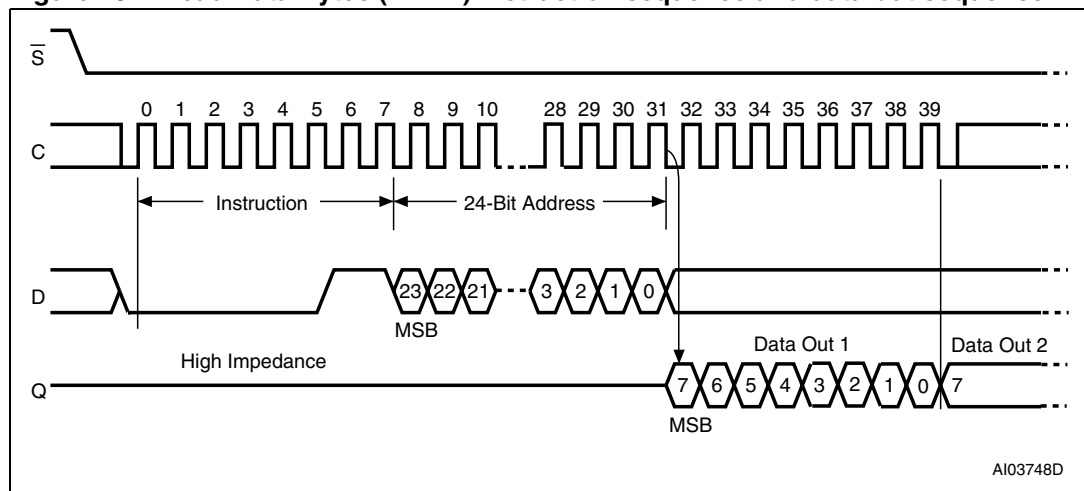 S
0 1 2 3 4 5 6 7 8 9 10 28 29 30 31 32 33 34 35 36 37 38 39
C
Instruction 24-Bit Address
D 23 22 21 3 2 1 0
MSB
High Impedance Data Out 1 Data Out 2
Q 7 6 5 4 3 2 1 0 7
MSB
AI03748D